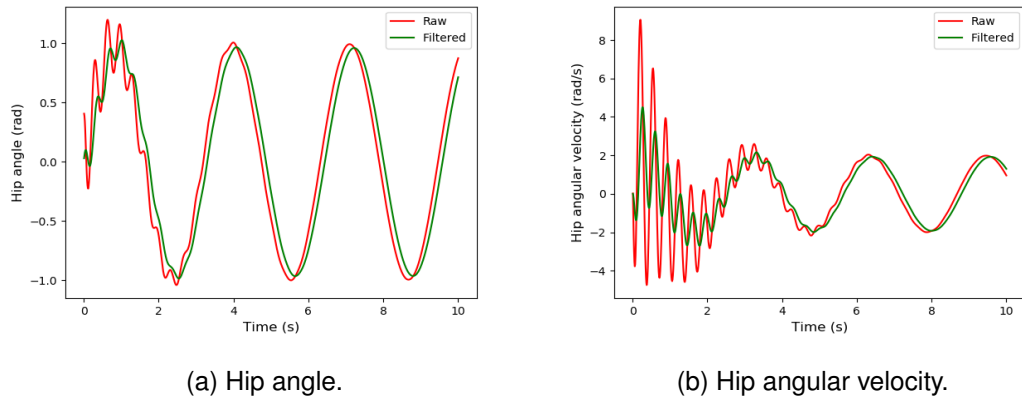 Raw
Filtered
1.0
0.5
0.0
−0.5
−1.0
Hip angle (rad)
0
2
4
6
8
10
Time (s)
(a) Hip angle.
Raw
Filtered
8
6
4
2
0
−2
−4
Hip angular velocity (rad/s)
0
2
4
6
8
10
Time (s)
(b) Hip angular velocity.